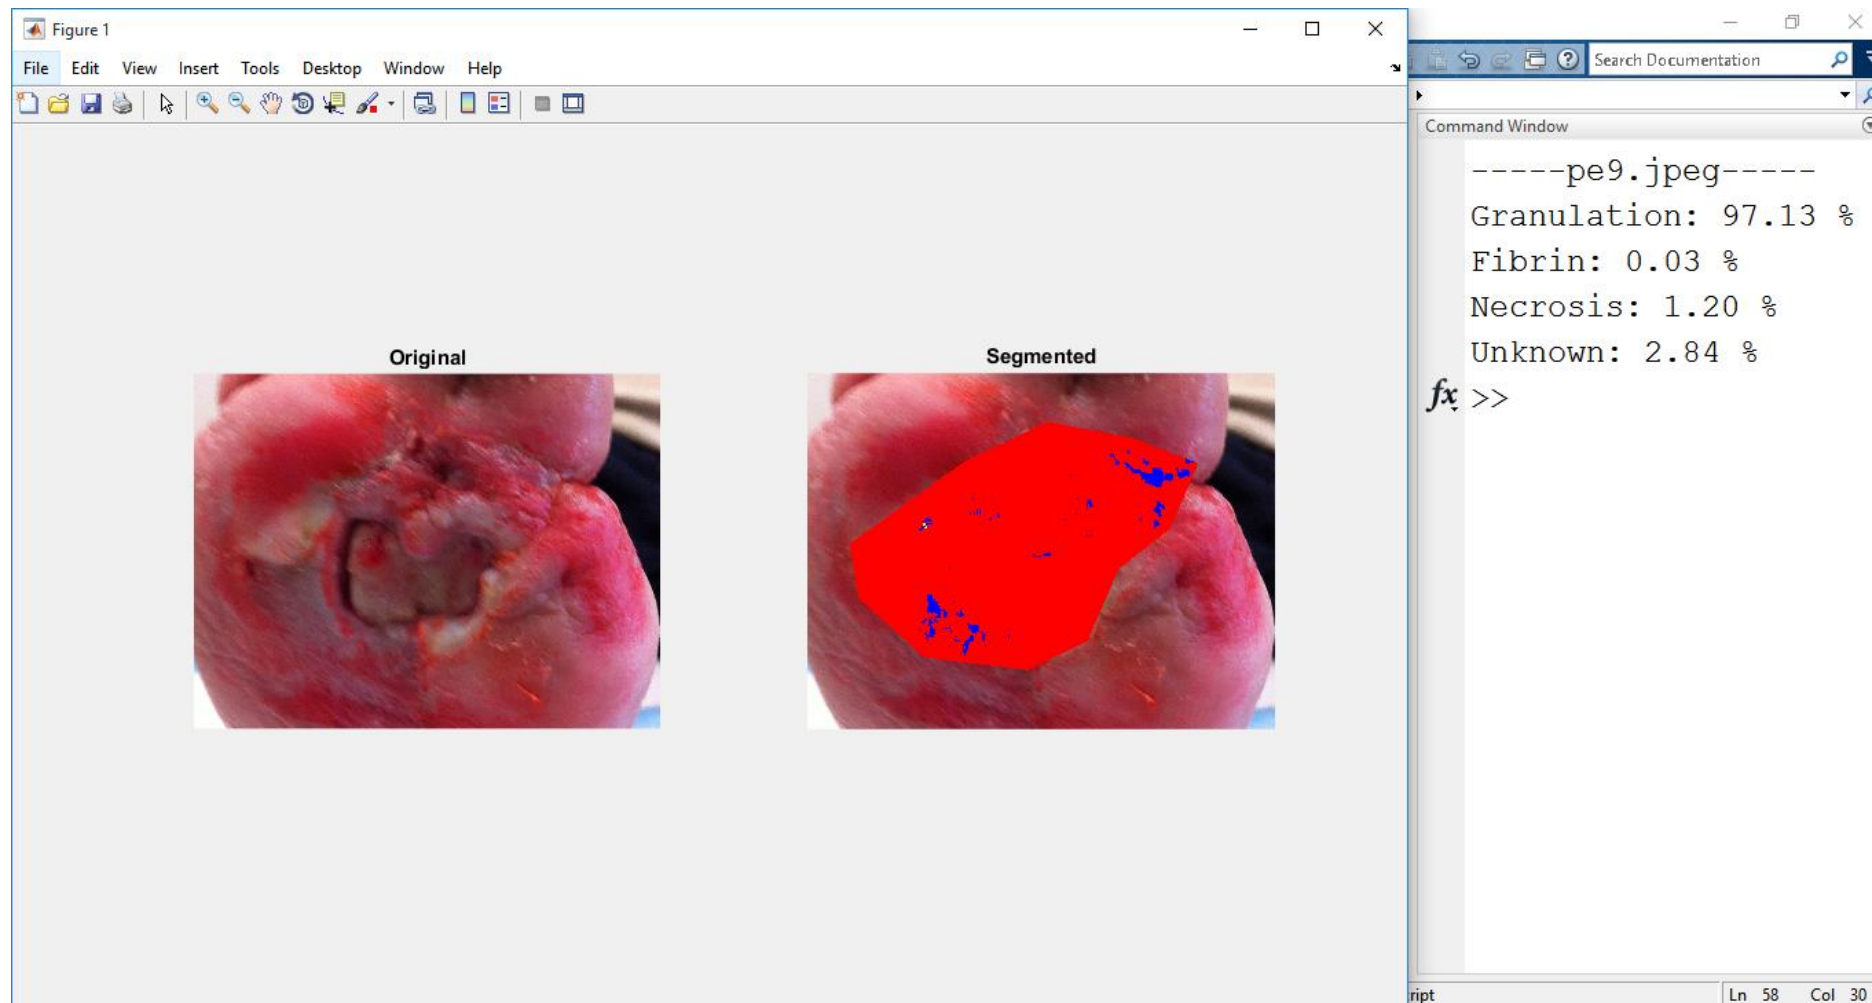 Figure 1
File Edit View Insert Tools Desktop Window Help
Original
Segmented
Search Documentation
Command Window
-----pe9.jpeg-----
Granulation: 97.13 %
Fibrin: 0.03 %
Necrosis: 1.20 %
Unknown: 2.84 %
fx >>
ript
Ln 58 Col 30